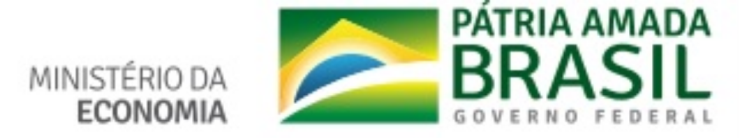 MINISTÉRIO DA
ECONOMIA
PÁTRIA AMADA
BRASIL
GOVERNO FEDERAL